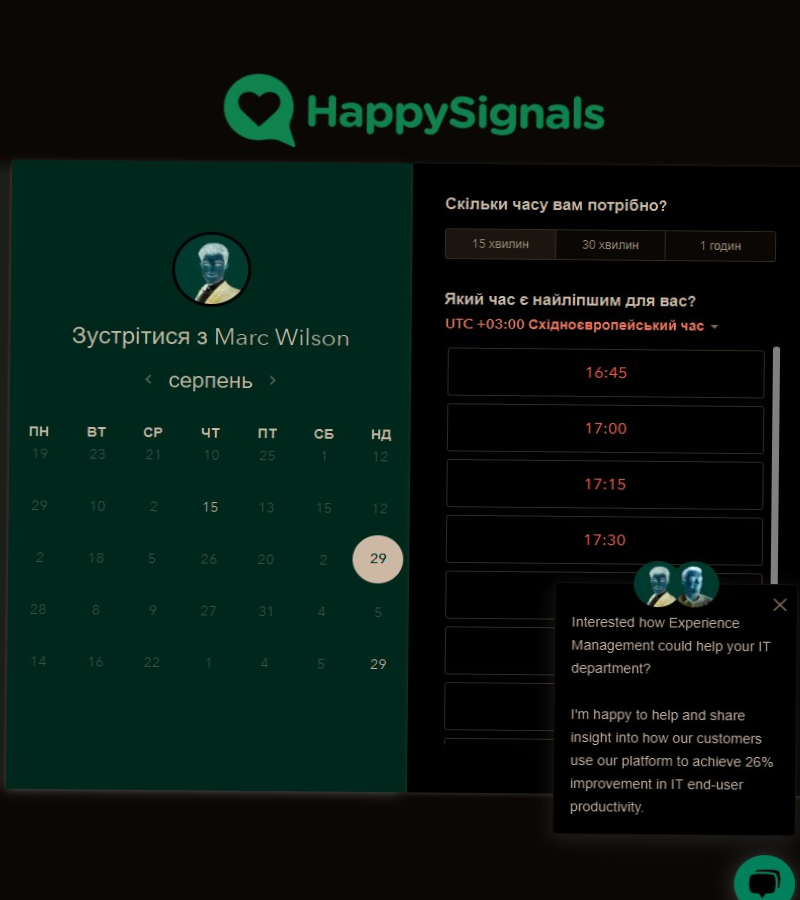 HappySignals
Зустрітися з Marc Wilson
серпень
ПН ВТ СР ЧТ ПТ СБ НД
19 23 21 10 25 1 12
29 10 2 15 13 15 12
2 18 5 26 20 2 29
28 8 9 27 31 4 5
14 16 22 1 4 5 29
Скільки часу вам потрібно?
15 хвилин 30 хвилин 1 годин
Який час є найліпшим для вас?
UTC +03:00 Східноєвропейський час
16:45
17:00
17:15
17:30
Interested how Experience
Management could help your IT
department?
I'm happy to help and share
insight into how our customers
use our platform to achieve 26%
improvement in IT end-user
productivity.